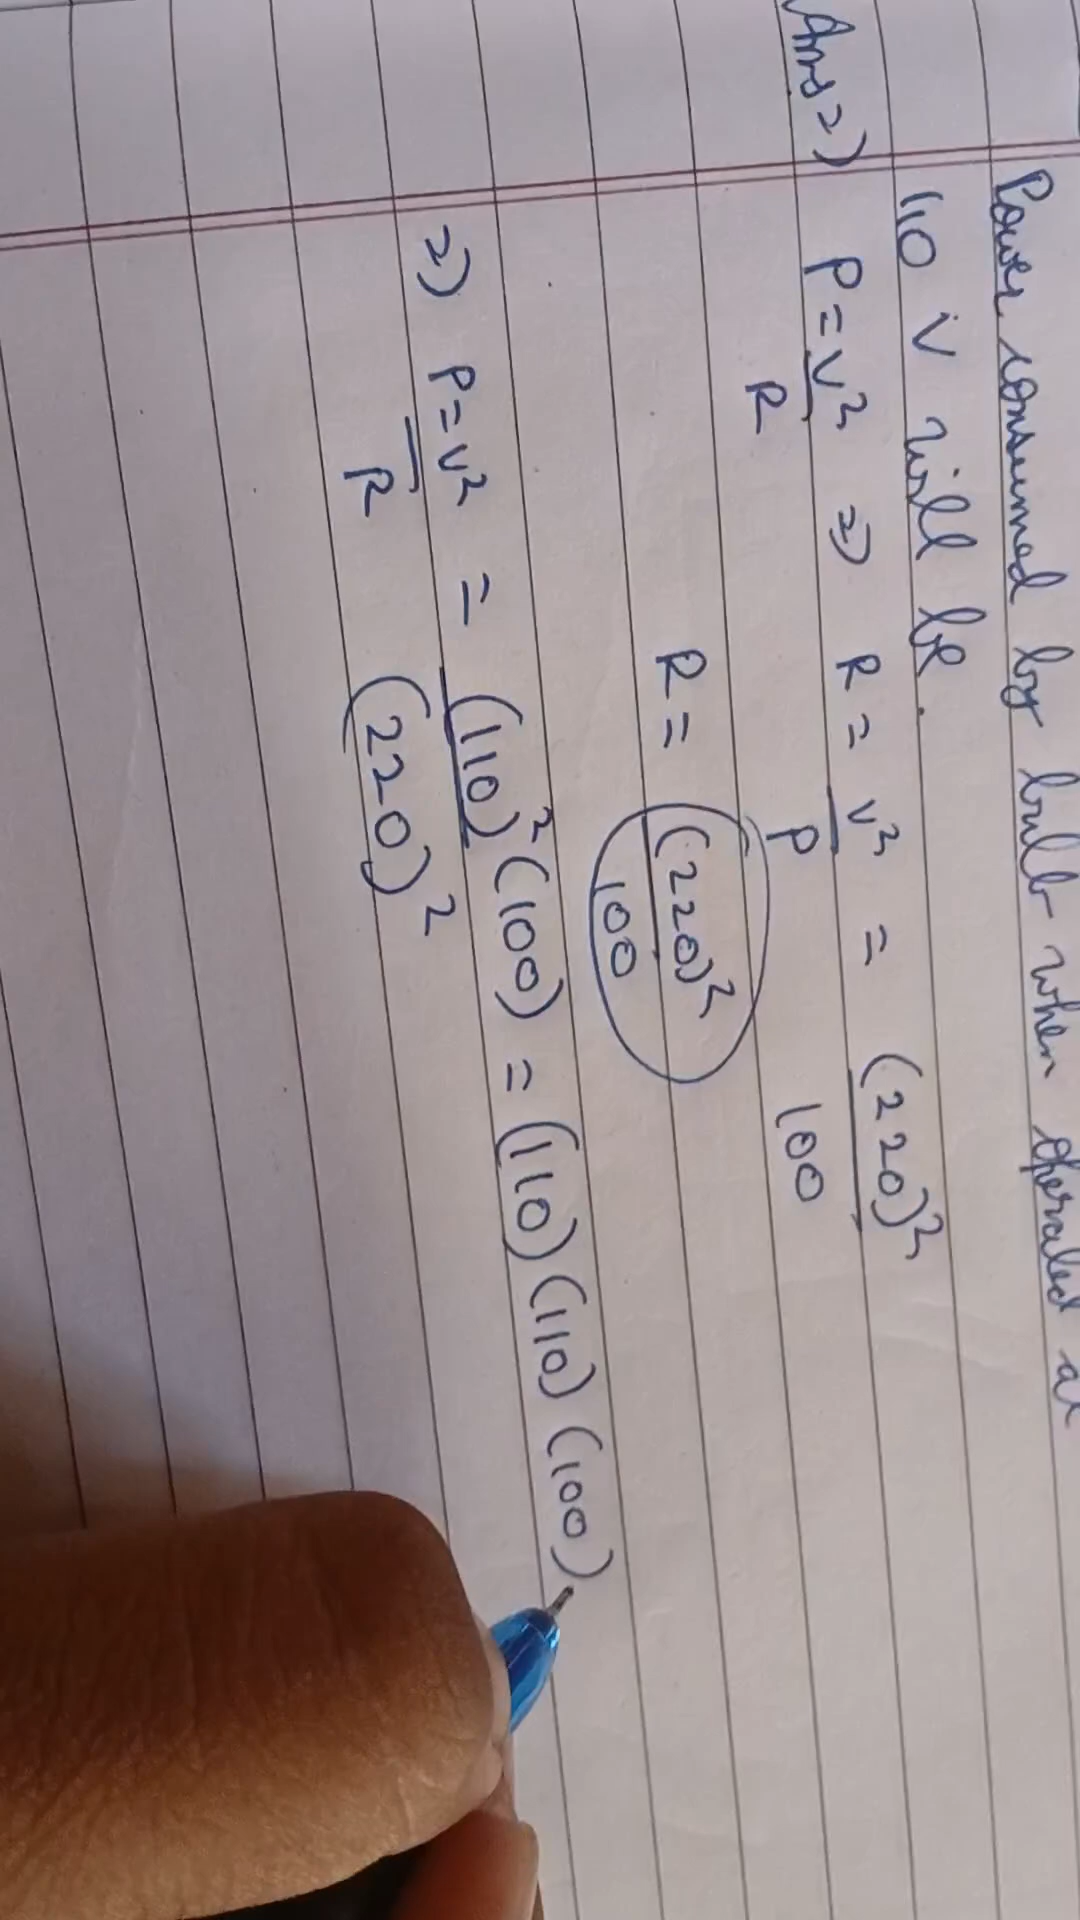 Power consumed by bulb when operated at
110 V will be.
Ans 2) P = V² / R ⇒ R = V² / P = (220)² / 100
R = (220)² / 100
⇒ P = V² / R = (110)² (100) / (220)² = (110) (110) (100)